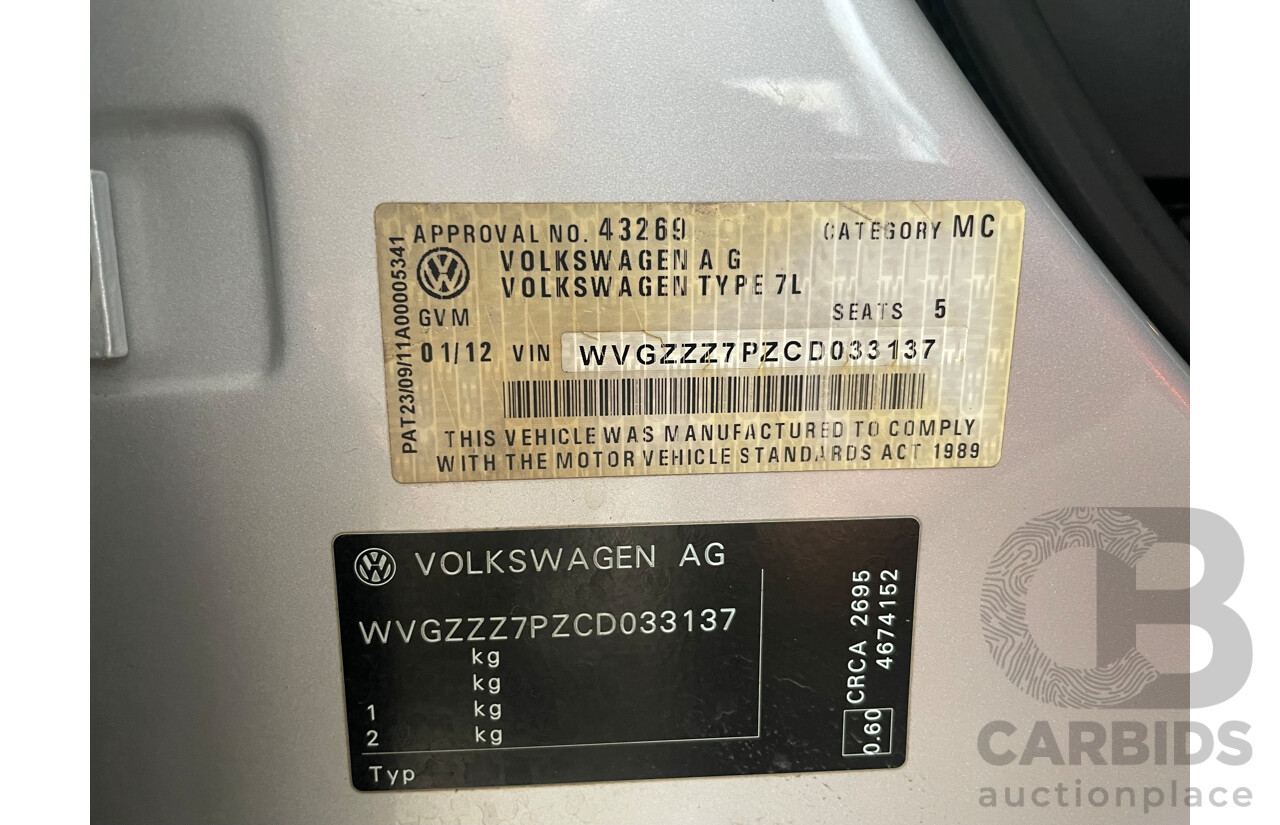 APPROVAL NO. 43269 CATEGORY MC
VOLKSWAGEN AG
VOLKSWAGEN TYPE 7L
GVM SEATS 5
01/12 VIN WVGZZZ7PZCD033137
THIS VEHICLE WAS MANUFACTURED TO COMPLY
WITH THE MOTOR VEHICLE STANDARDS ACT 1989
PAT23/09/11A00005341
VOLKSWAGEN AG
WVGZZZ7PZCD033137
kg
kg
1 kg
2 kg
Typ
0.60 CRCA 2695
4674152
CB
CARBIDS
auctionplace